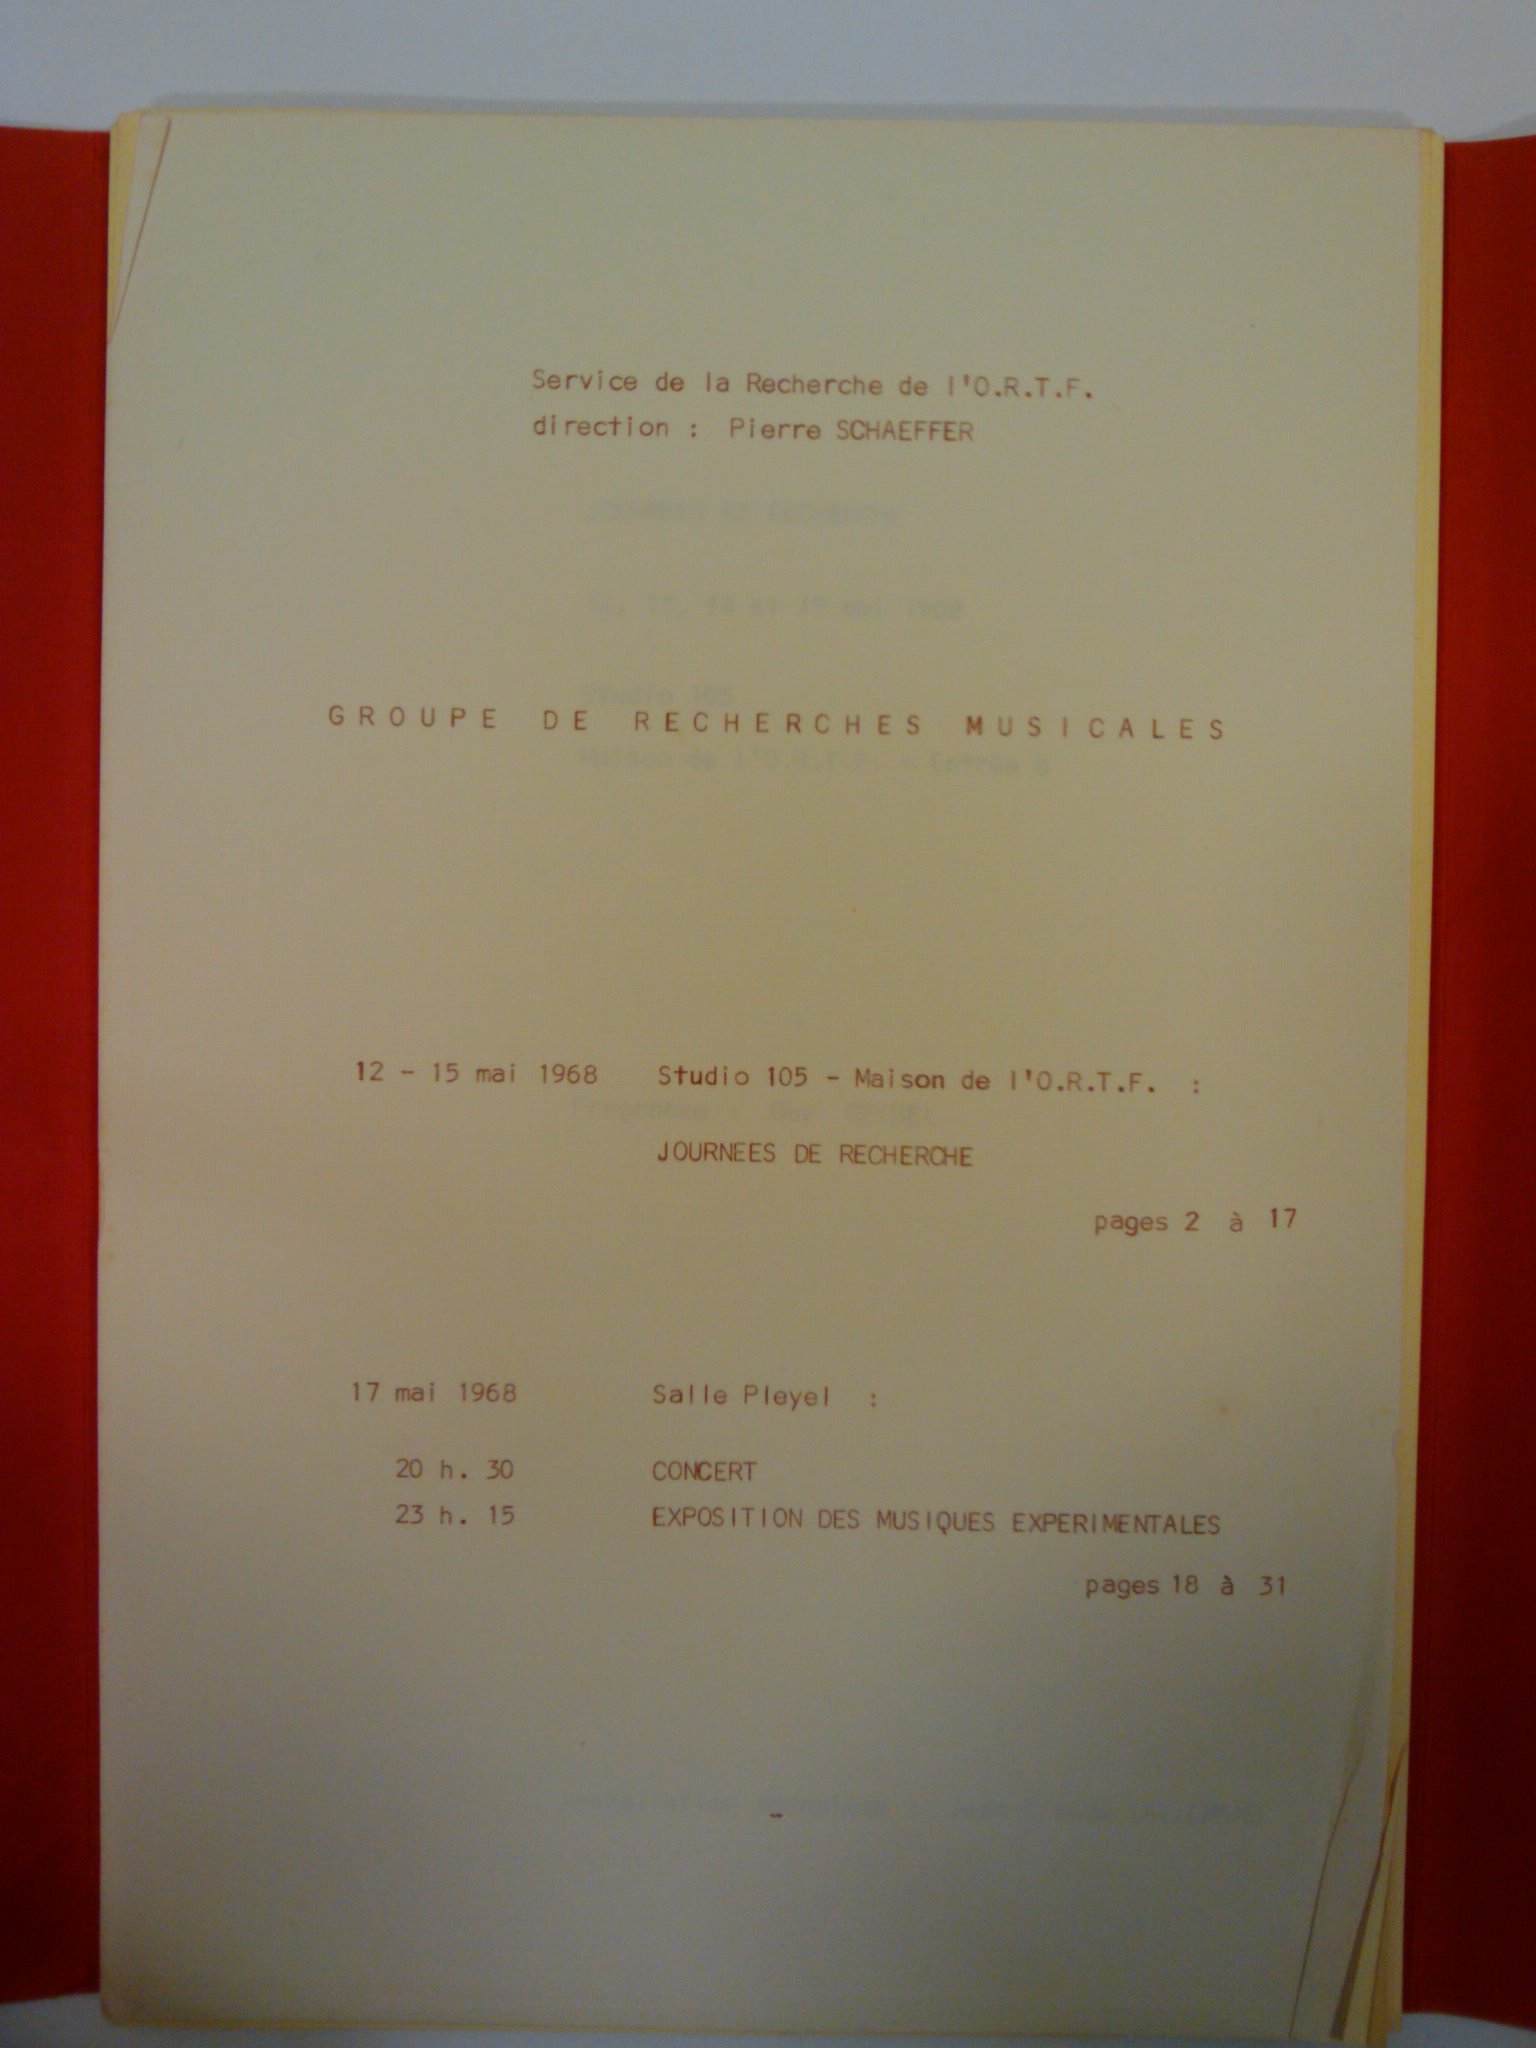 Service de la Recherche de l'O.R.T.F.
direction : Pierre SCHAEFFER
GROUPE DE RECHERCHES MUSICALES
12 - 15 mai 1968 Studio 105 - Maison de l'O.R.T.F. :
JOURNEES DE RECHERCHE
pages 2 à 17
17 mai 1968 Salle Pleyel :
20 h. 30 CONCERT
23 h. 15 EXPOSITION DES MUSIQUES EXPERIMENTALES
pages 18 à 31
-